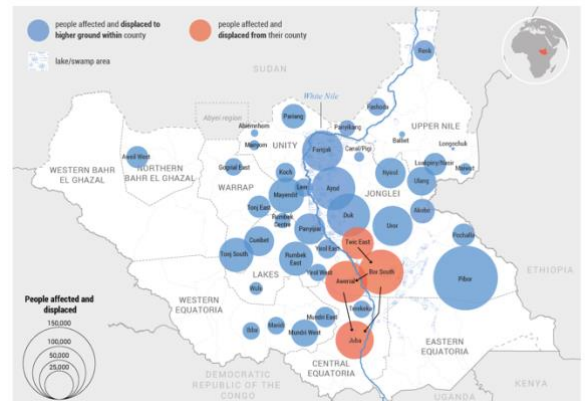 people affected and displaced to
higher ground within county
people affected and
displaced from their county
lake/swamp area
SUDAN
White Nile
Renk
Abyei region
Pariang
Fashoda
Panyikang
UPPER NILE
Abiemnhom
Mayom
UNITY
Fangak
Canal/Pigi
Baliet
Longochuk
Aweil West
NORTHERN
BAHR EL GHAZAL
WESTERN BAHR
EL GHAZAL
Gogrial East
WARRAP
Koch
Leer
Mayendit
Ayod
Nyirol
Ulang
Luakpiny/Nasir
Maiwut
JONGLEI
Tonj East
Rumbek
Centre
Panyijiar
Duk
Uror
Akobo
Cueibet
Tonj South
Yirol East
Twic East
Pochalla
Rumbek
East
LAKES
Yirol West
Awerial
Bor South
Pibor
ETHIOPIA
Wulu
WESTERN
EQUATORIA
Terekeka
Mundri East
Ibba
Maridi
Mundri West
Juba
EASTERN
EQUATORIA
CENTRAL
EQUATORIA
People affected and
displaced
150,000
100,000
50,000
25,000
DEMOCRATIC
REPUBLIC OF THE
CONGO
UGANDA
KENYA